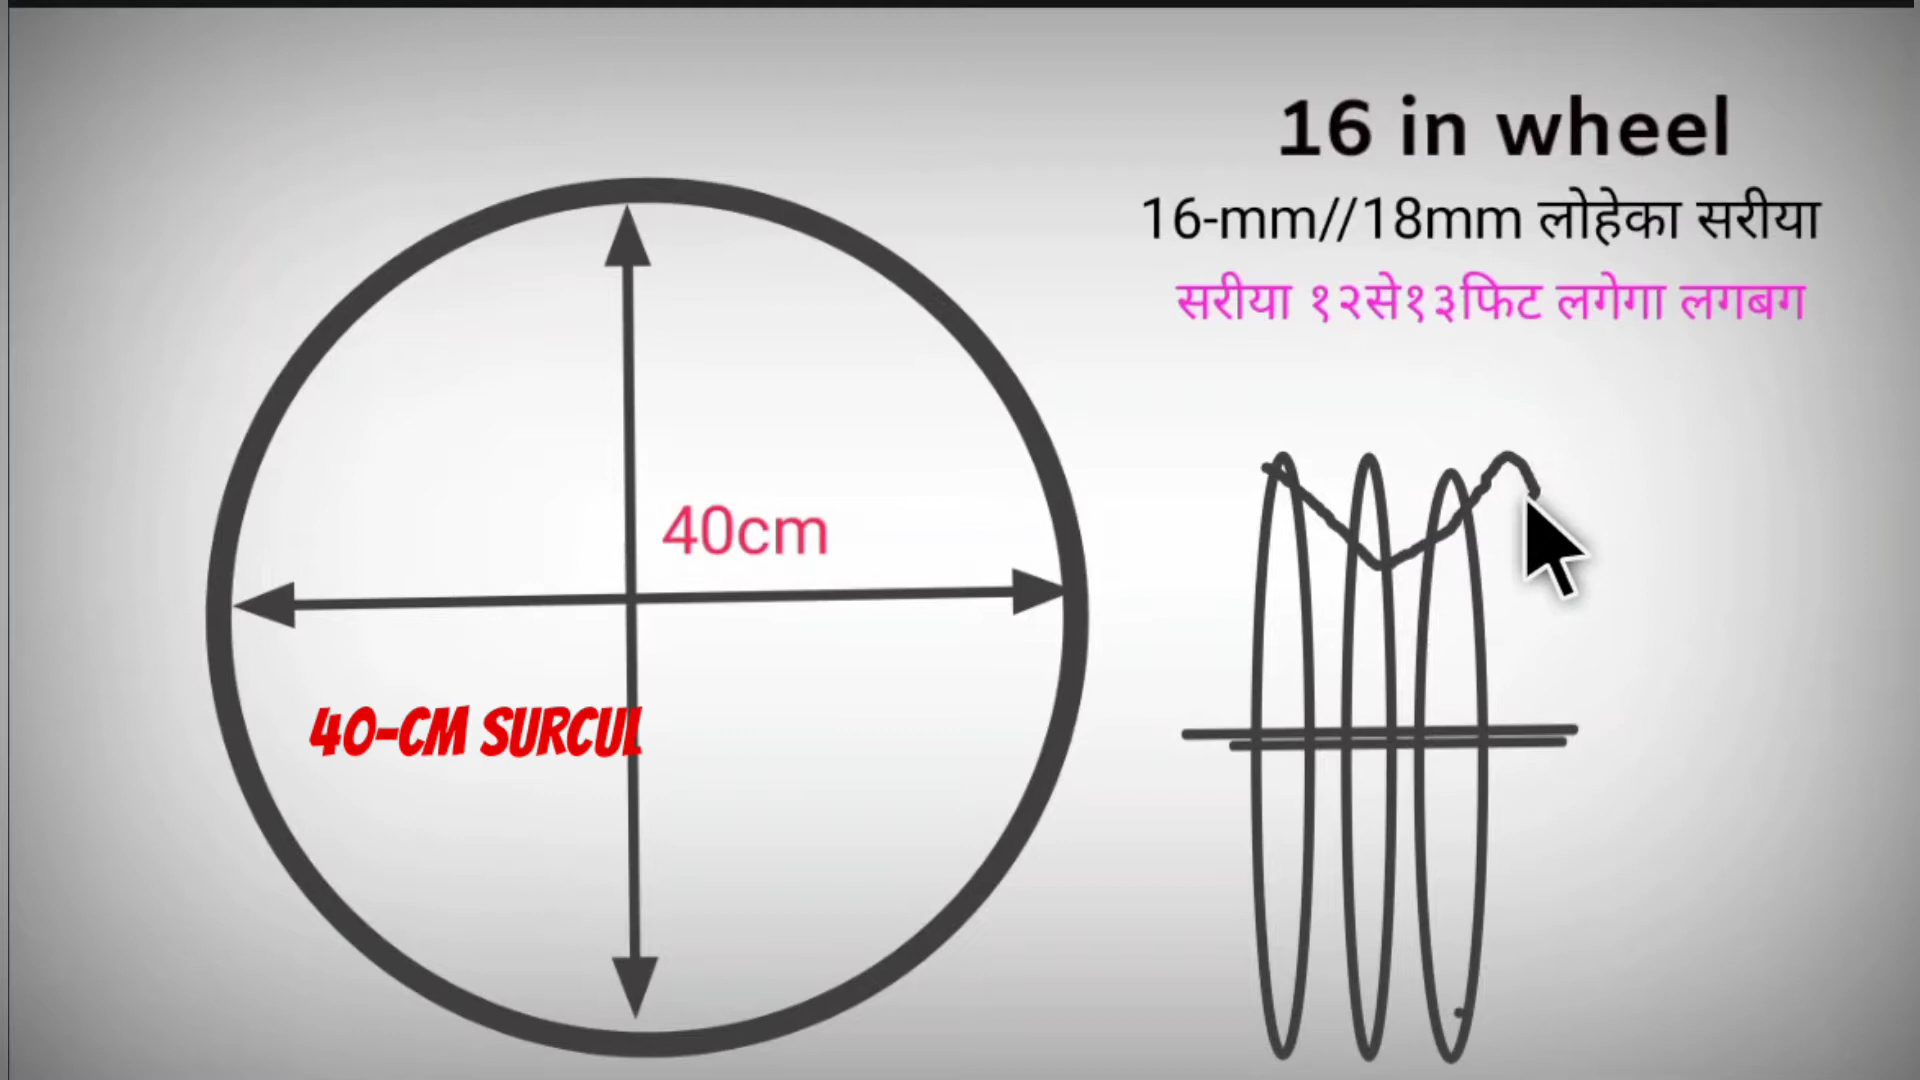 16 in wheel
16-mm//18mm लोहेका सरीया
सरीया १२से१३फिट लगेगा लगबग
40cm
40-CM SURCUL